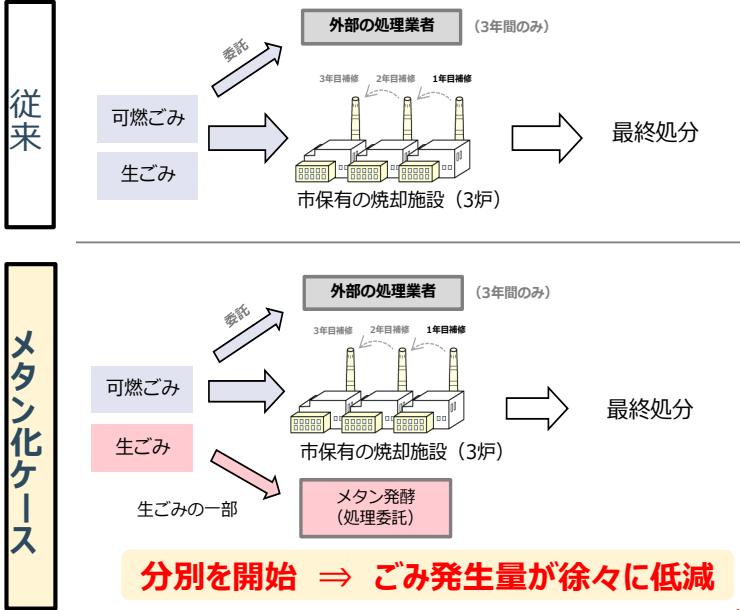 従来
外部の処理業者
（3年間のみ）
委託
3年目補修
2年目補修
1年目補修
可燃ごみ
生ごみ
最終処分
市保有の焼却施設（3炉）
メタン化ケース
外部の処理業者
（3年間のみ）
委託
3年目補修
2年目補修
1年目補修
可燃ごみ
生ごみ
最終処分
市保有の焼却施設（3炉）
生ごみの一部
メタン発酵
（処理委託）
分別を開始 ⇒ ごみ発生量が徐々に低減